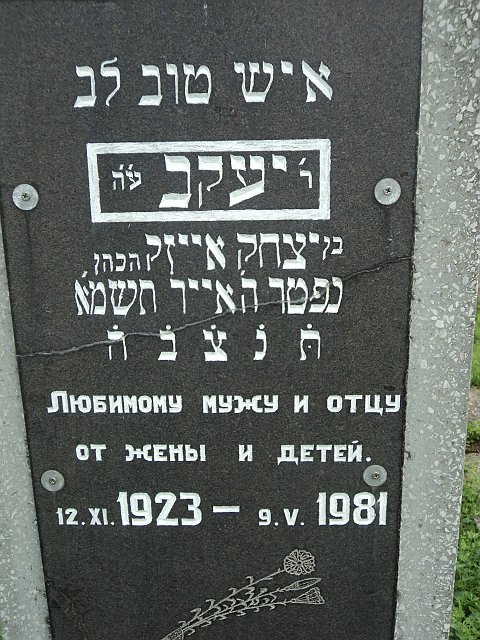 איש טוב לב
ר׳ יעקב ע״ה
בן יצחק אייזק הכהן
נפטר ה׳ אייר תשמ״א
ת׳ נ׳ צ׳ ב׳ ה׳
Любимому мужу и отцу
от жены и детей.
12.XI.1923 – 9.V.1981